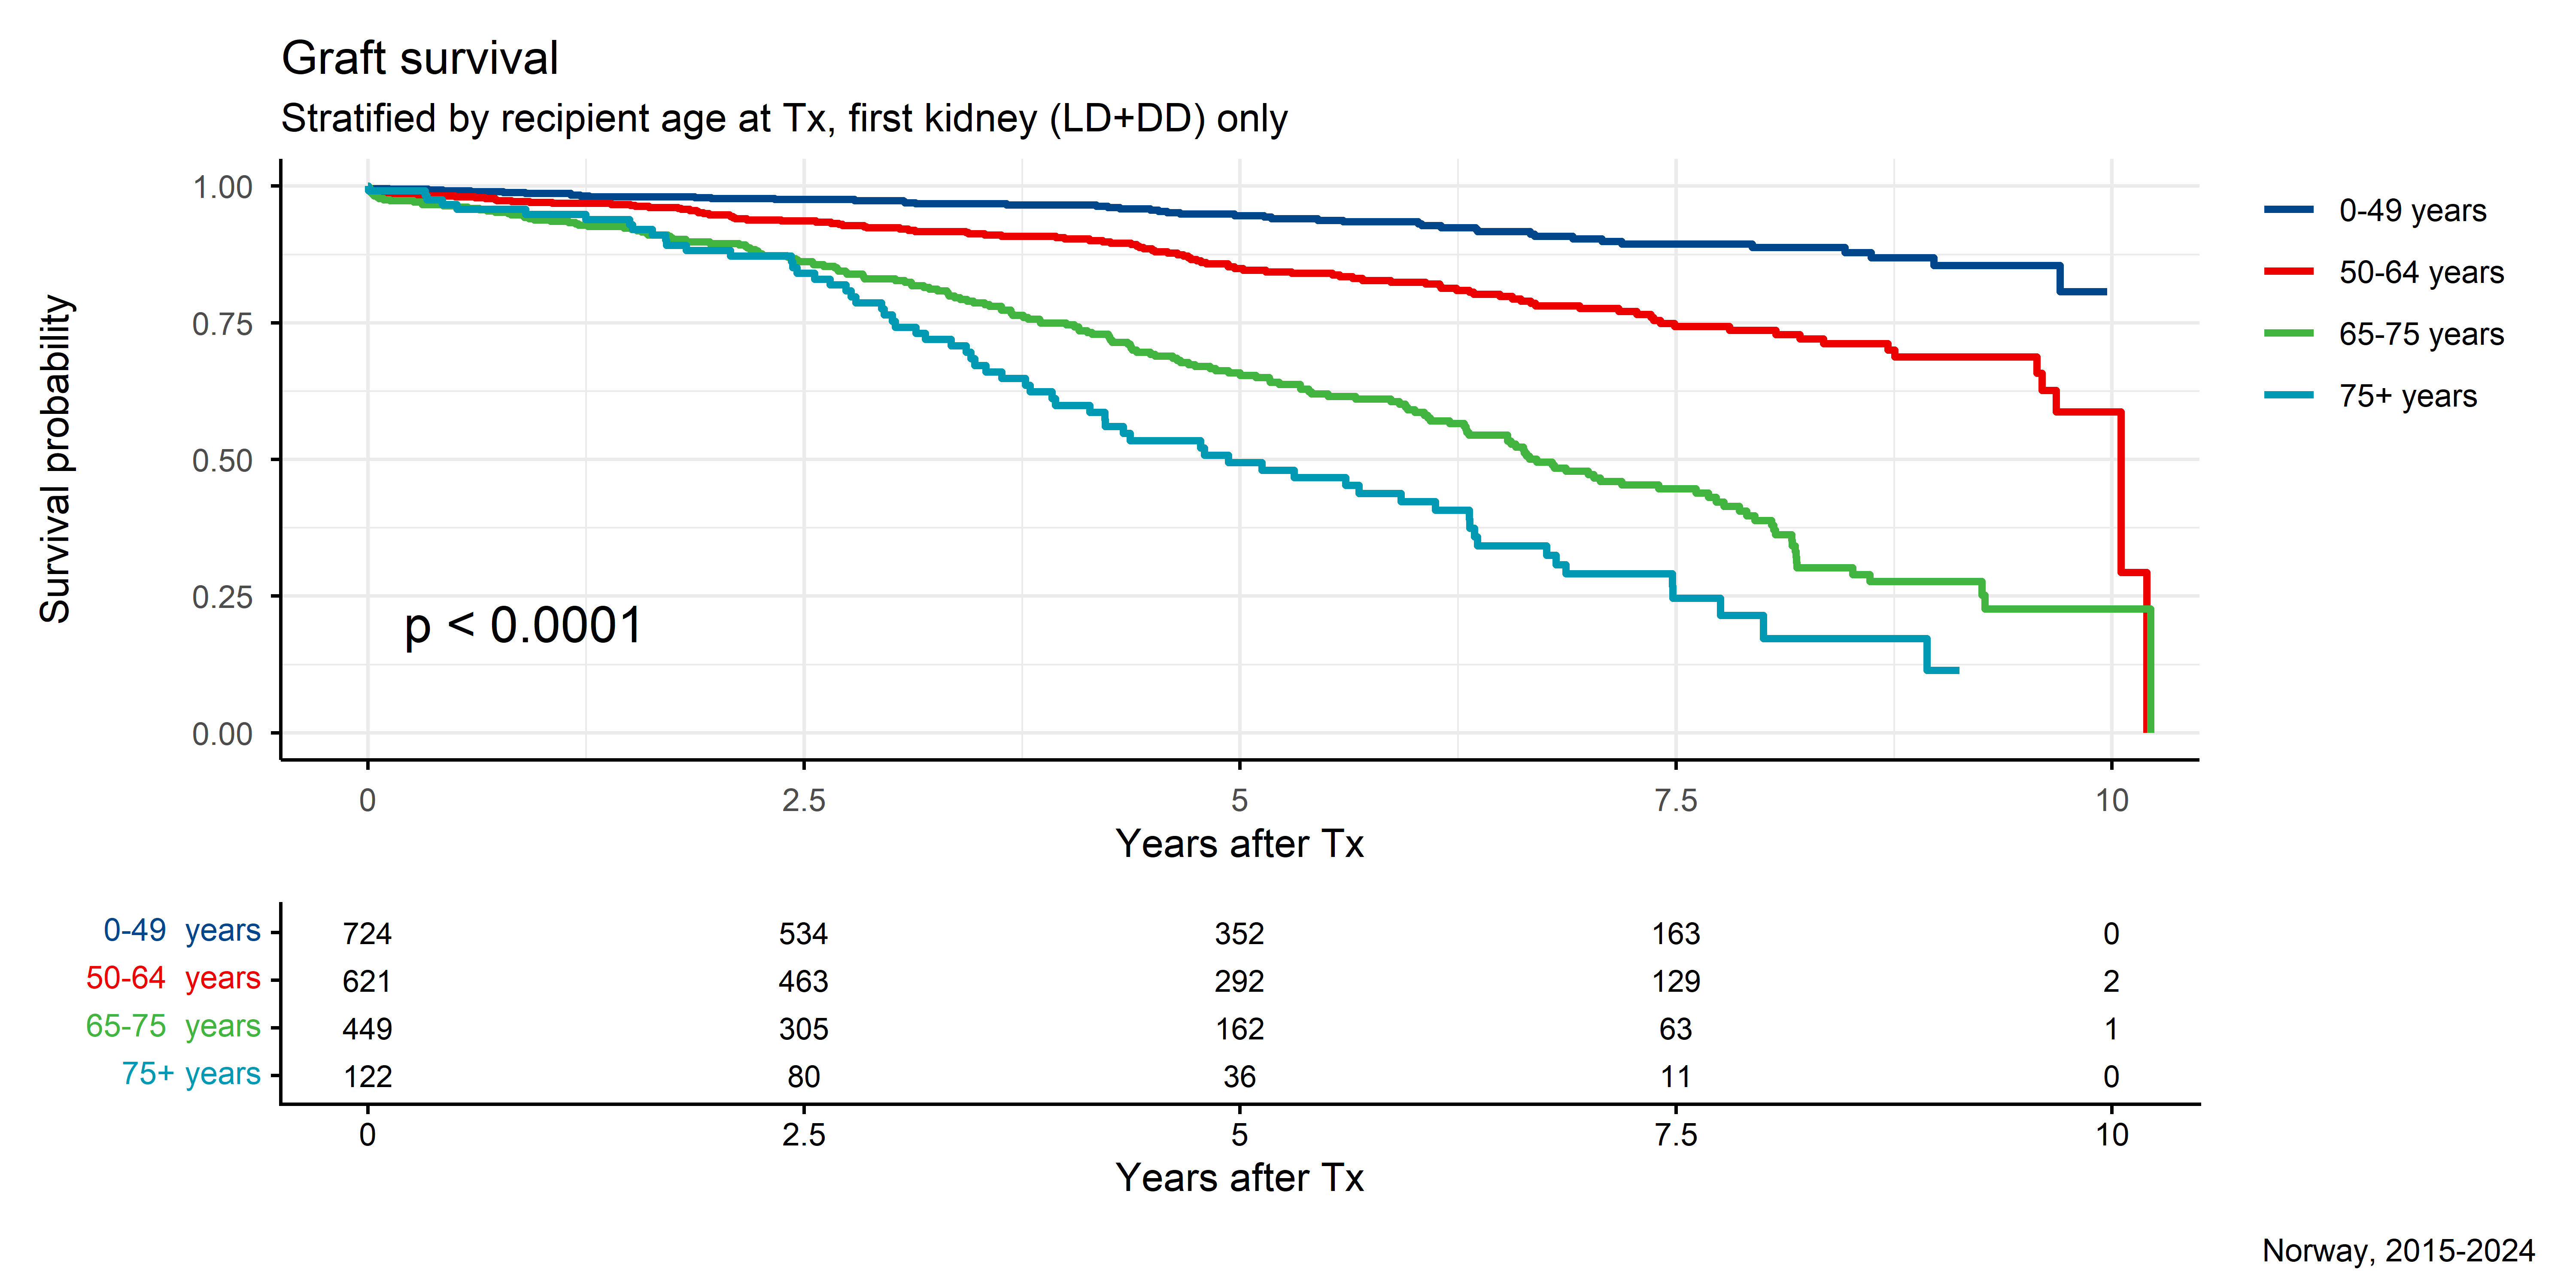 Graft survival
Stratified by recipient age at Tx, first kidney (LD+DD) only
Survival probability
1.00
0.75
0.50
0.25
0.00
p < 0.0001
0 2.5 5 7.5 10
Years after Tx
0-49 years
50-64 years
65-75 years
75+ years
0-49 years 724 534 352 163 0
50-64 years 621 463 292 129 2
65-75 years 449 305 162 63 1
75+ years 122 80 36 11 0
0 2.5 5 7.5 10
Years after Tx
Norway, 2015-2024